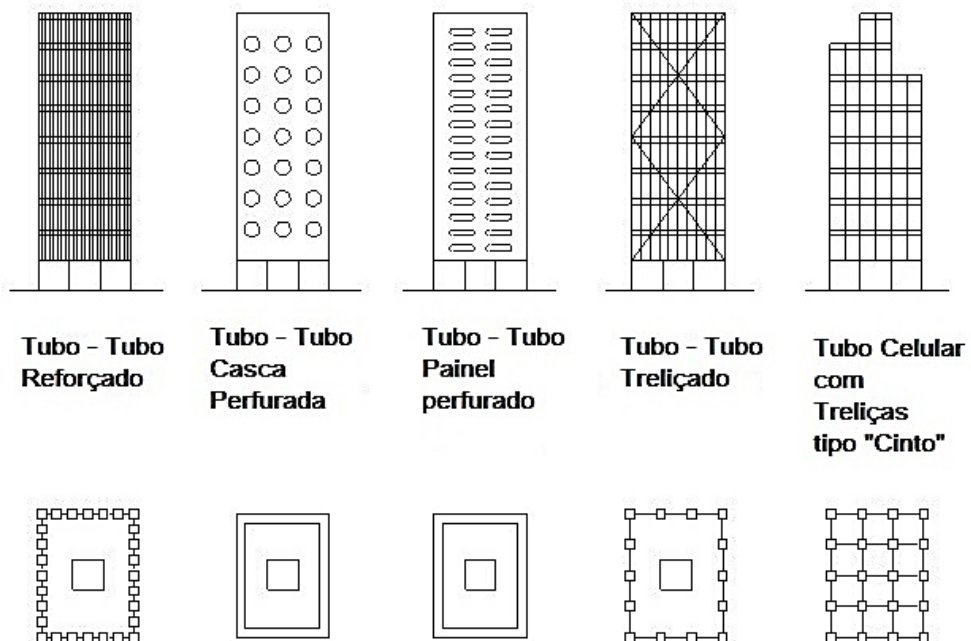 Tubo - Tubo
Reforçado
Tubo - Tubo
Casca
Perfurada
Tubo - Tubo
Painel
perfurado
Tubo - Tubo
Treliçado
Tubo Celular
com
Treliças
tipo "Cinto"